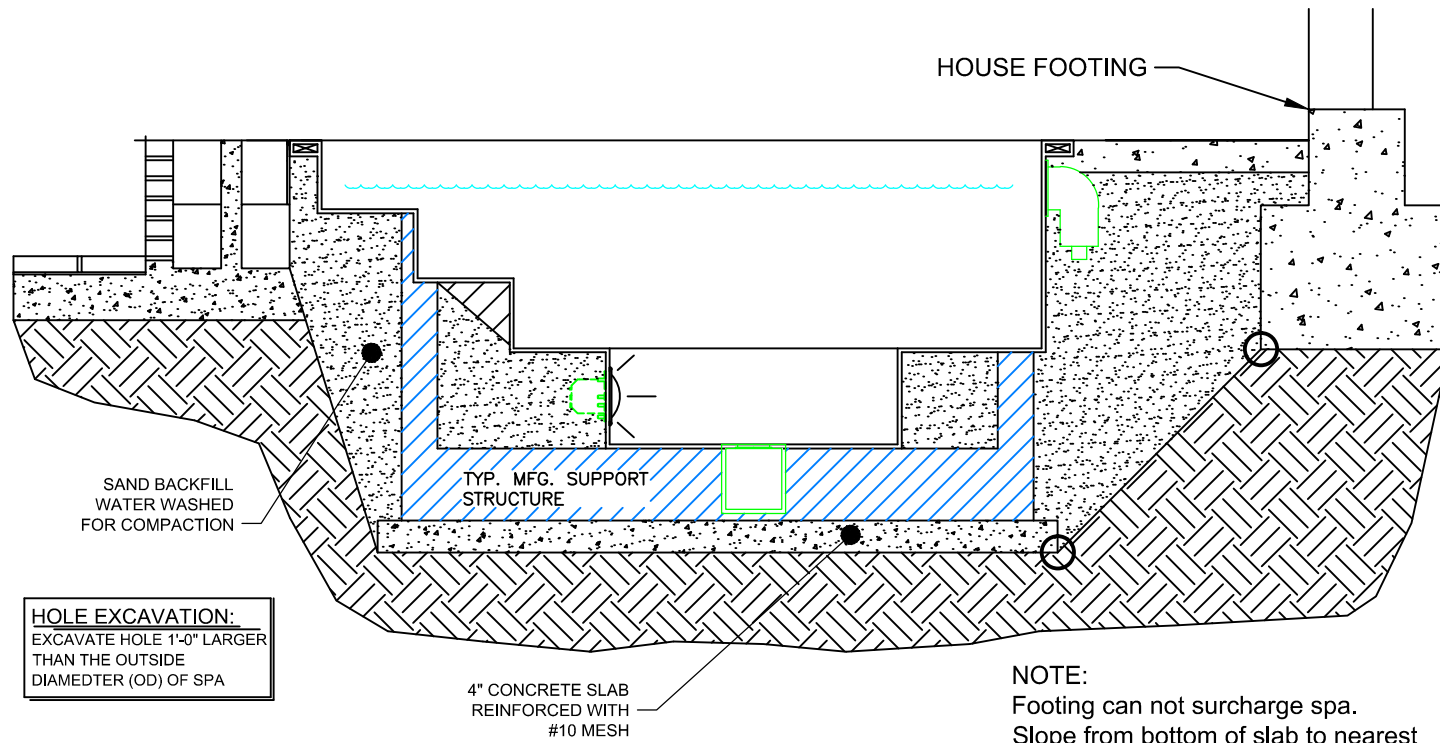 HOUSE FOOTING
SAND BACKFILL
WATER WASHED
FOR COMPACTION
TYP. MFG. SUPPORT
STRUCTURE
HOLE EXCAVATION:
EXCAVATE HOLE 1'-0" LARGER
THAN THE OUTSIDE
DIAMEDTER (OD) OF SPA
4" CONCRETE SLAB
REINFORCED WITH
#10 MESH
NOTE:
Footing can not surcharge spa.
Slope from bottom of slab to nearest